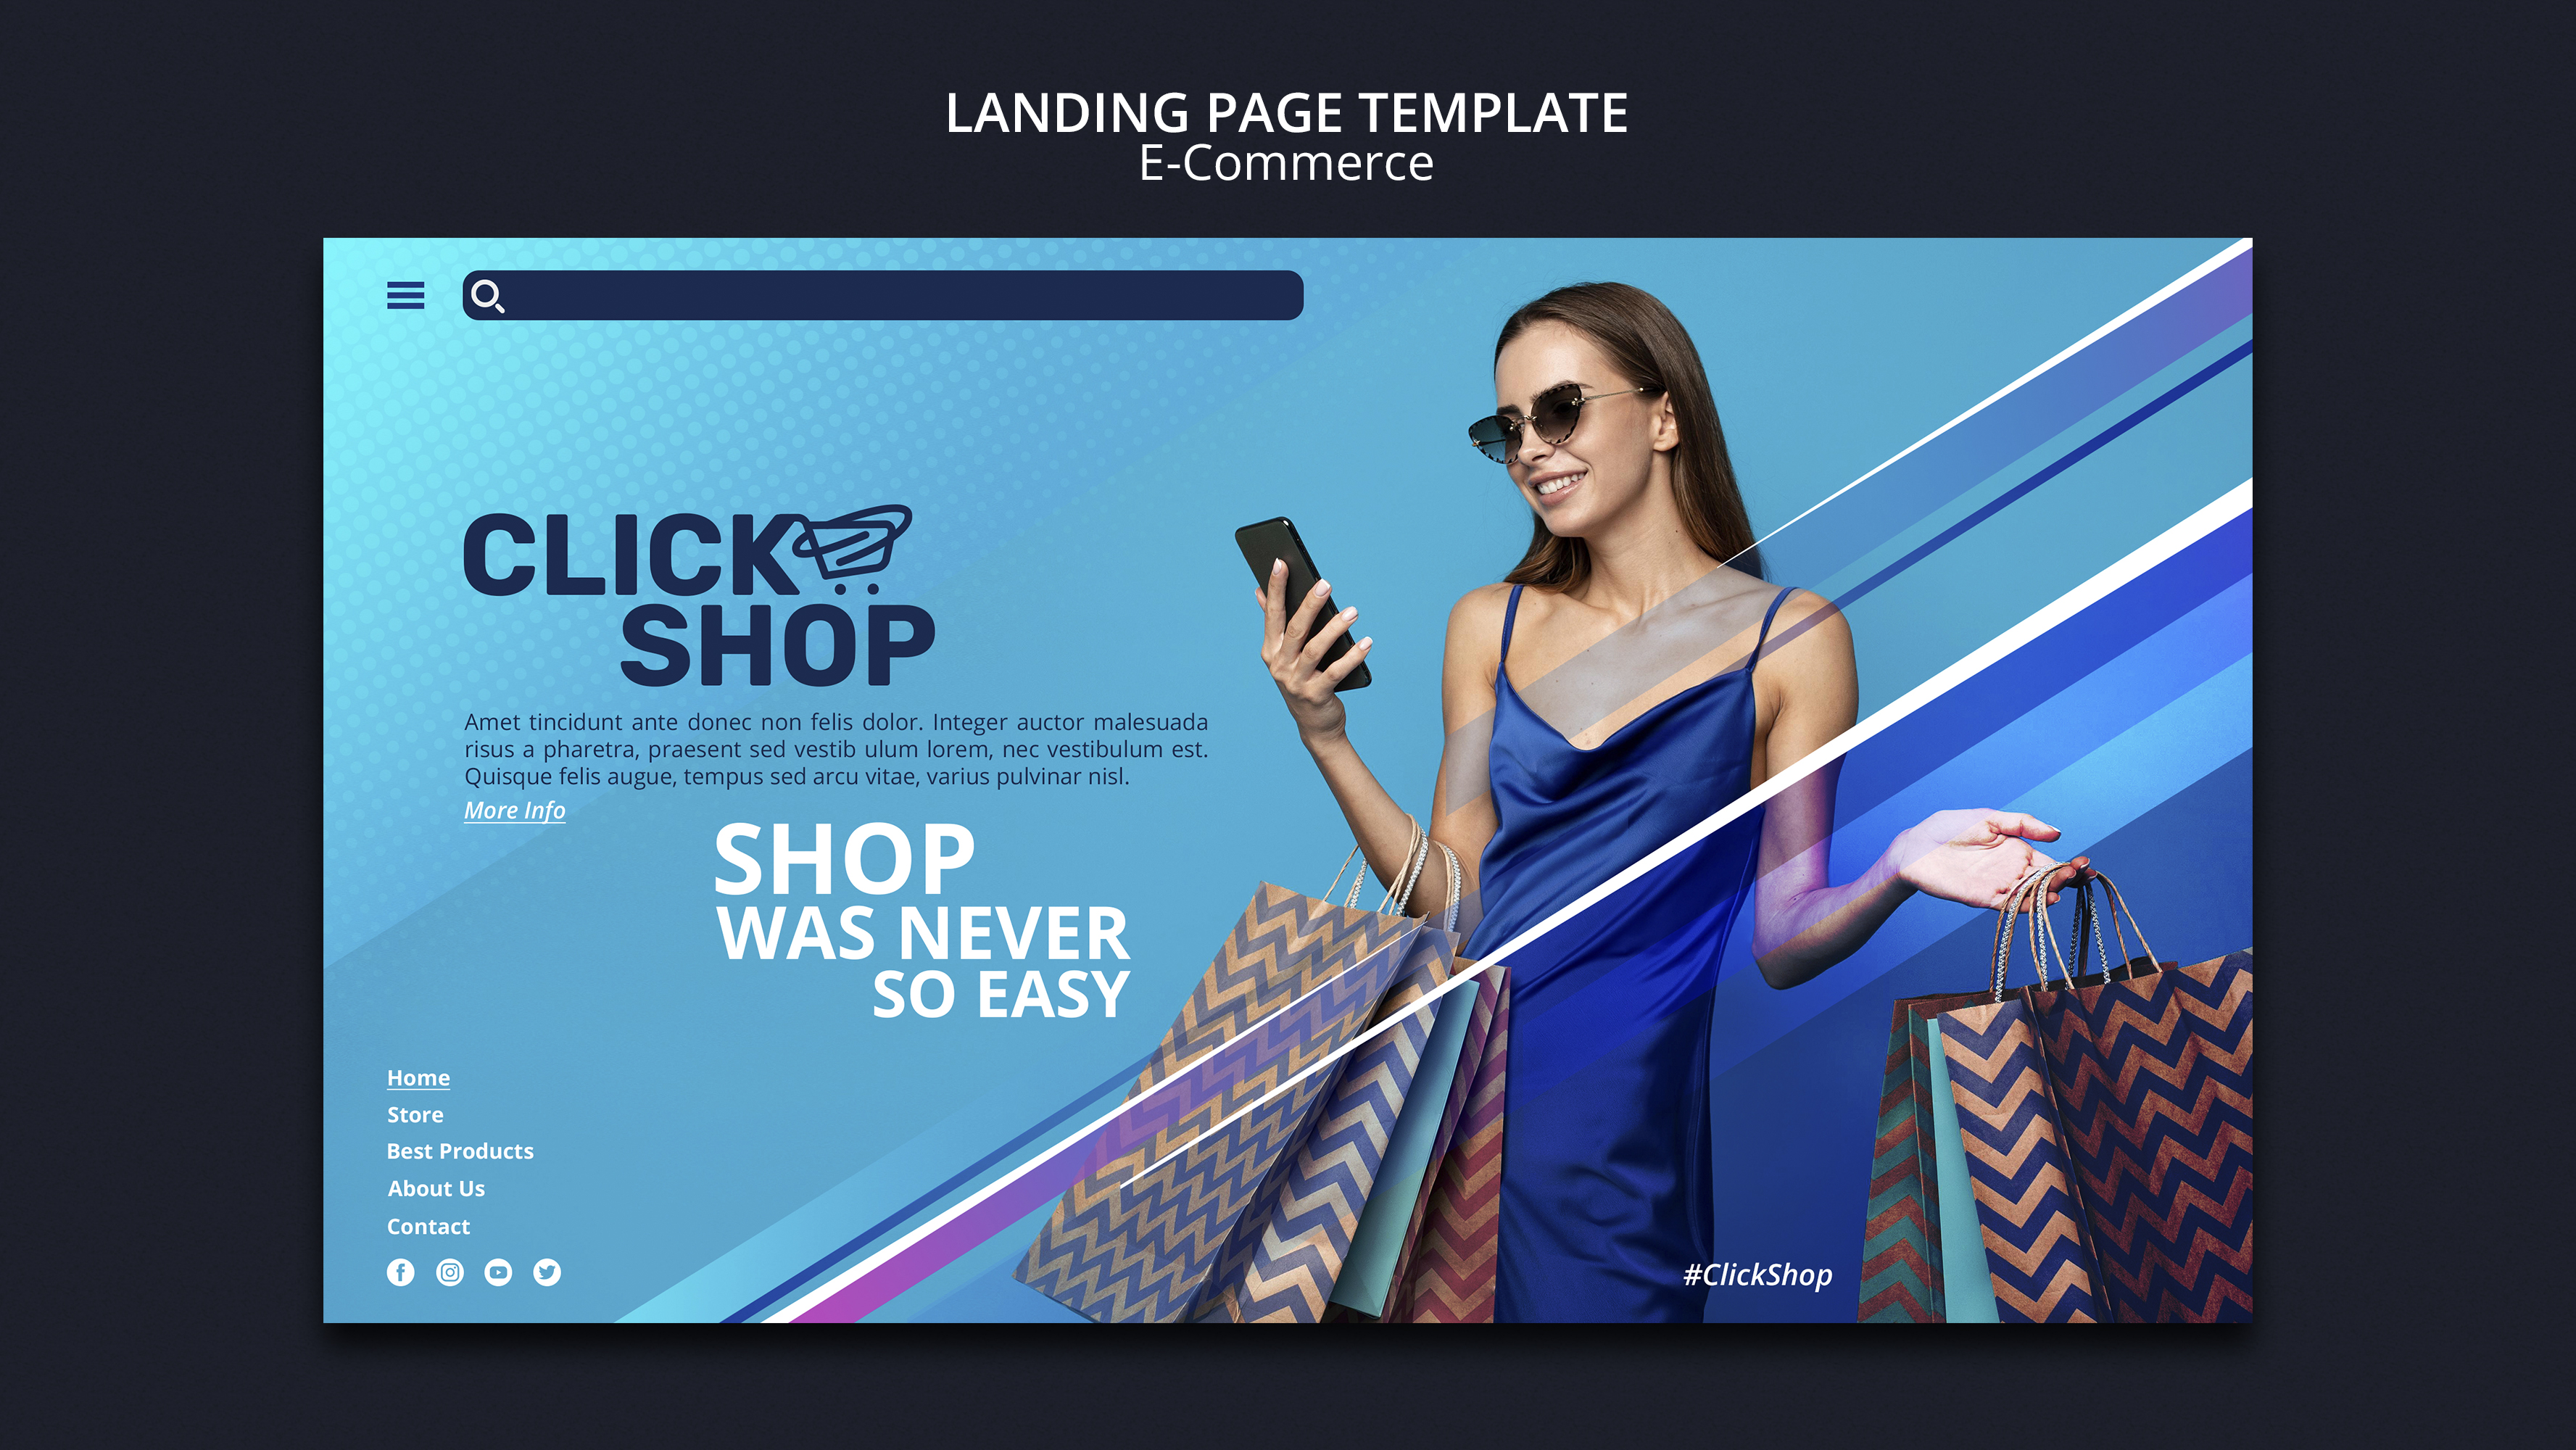 LANDING PAGE TEMPLATE
E-Commerce
CLICK
SHOP
Amet tincidunt ante donec non felis dolor. Integer auctor malesuada
risus a pharetra, praesent sed vestib ulum lorem, nec vestibulum est.
Quisque felis augue, tempus sed arcu vitae, varius pulvinar nisl.
More Info
SHOP
WAS NEVER
SO EASY
Home
Store
Best Products
About Us
Contact
#ClickShop